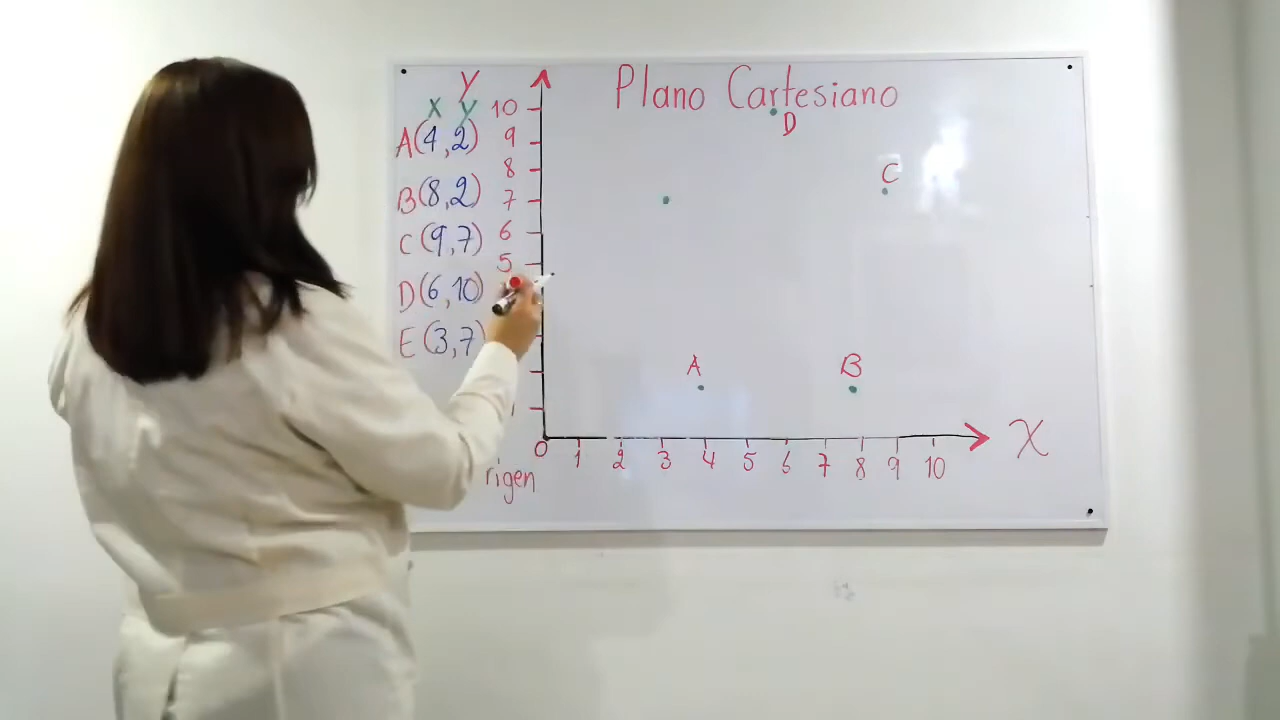 Plano Cartesiano
Y
X Y
A(4,2)
B(8,2)
C(9,7)
D(6,10)
E(3,7)
10
9
8
7
6
5
1
D
C
A
B
0 1 2 3 4 5 6 7 8 9 10
X
rigen